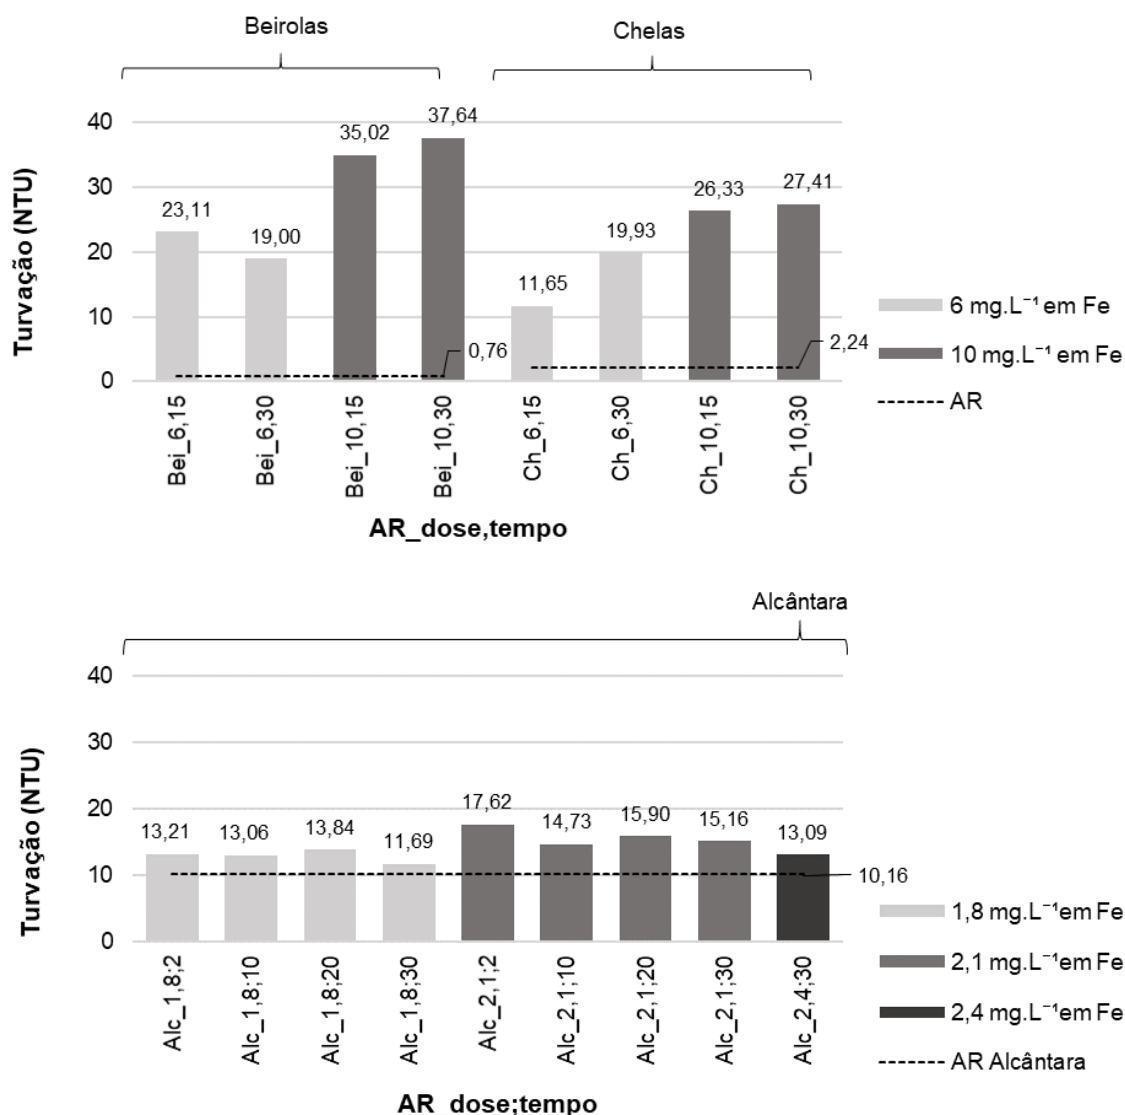 Beirolas
Chelas
Turvação (NTU)
40
30
20
10
0
23,11
19,00
35,02
37,64
0,76
11,65
19,93
26,33
27,41
2,24
Bei_6,15
Bei_6,30
Bei_10,15
Bei_10,30
Ch_6,15
Ch_6,30
Ch_10,15
Ch_10,30
AR_dose,tempo
6 mg.L⁻¹ em Fe
10 mg.L⁻¹ em Fe
AR
Alcântara
Turvação (NTU)
40
30
20
10
0
13,21
13,06
13,84
11,69
17,62
14,73
15,90
15,16
13,09
10,16
Alc_1,8;2
Alc_1,8;10
Alc_1,8;20
Alc_1,8;30
Alc_2,1;2
Alc_2,1;10
Alc_2,1;20
Alc_2,1;30
Alc_2,4;30
AR_dose;tempo
1,8 mg.L⁻¹em Fe
2,1 mg.L⁻¹em Fe
2,4 mg.L⁻¹em Fe
AR Alcântara